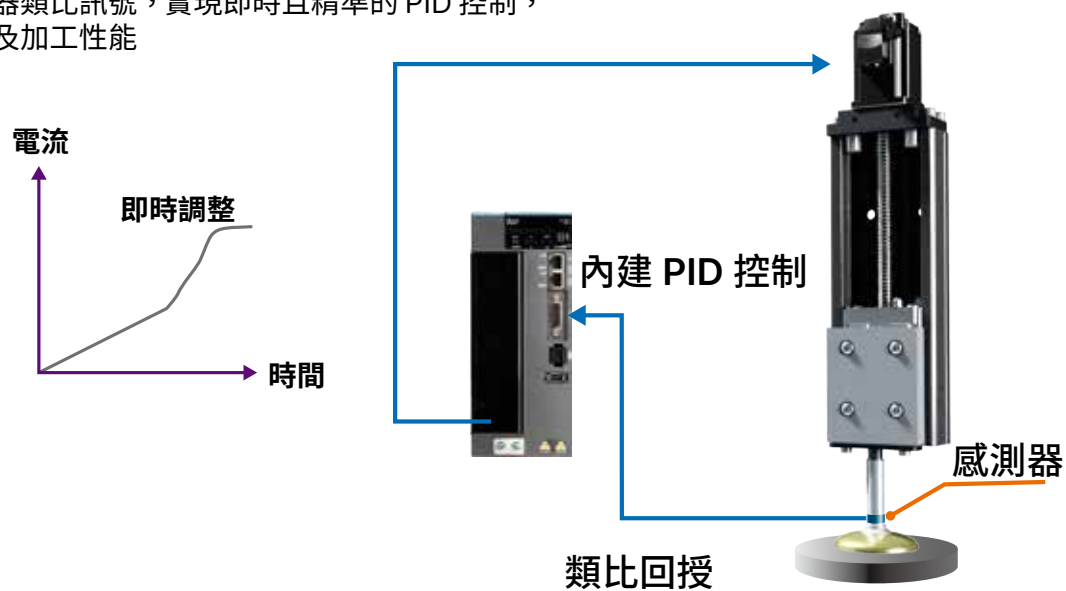 器類比訊號,實現即時且精準的 PID 控制,
及加工性能
電流
即時調整
時間
內建 PID 控制
感測器
類比回授